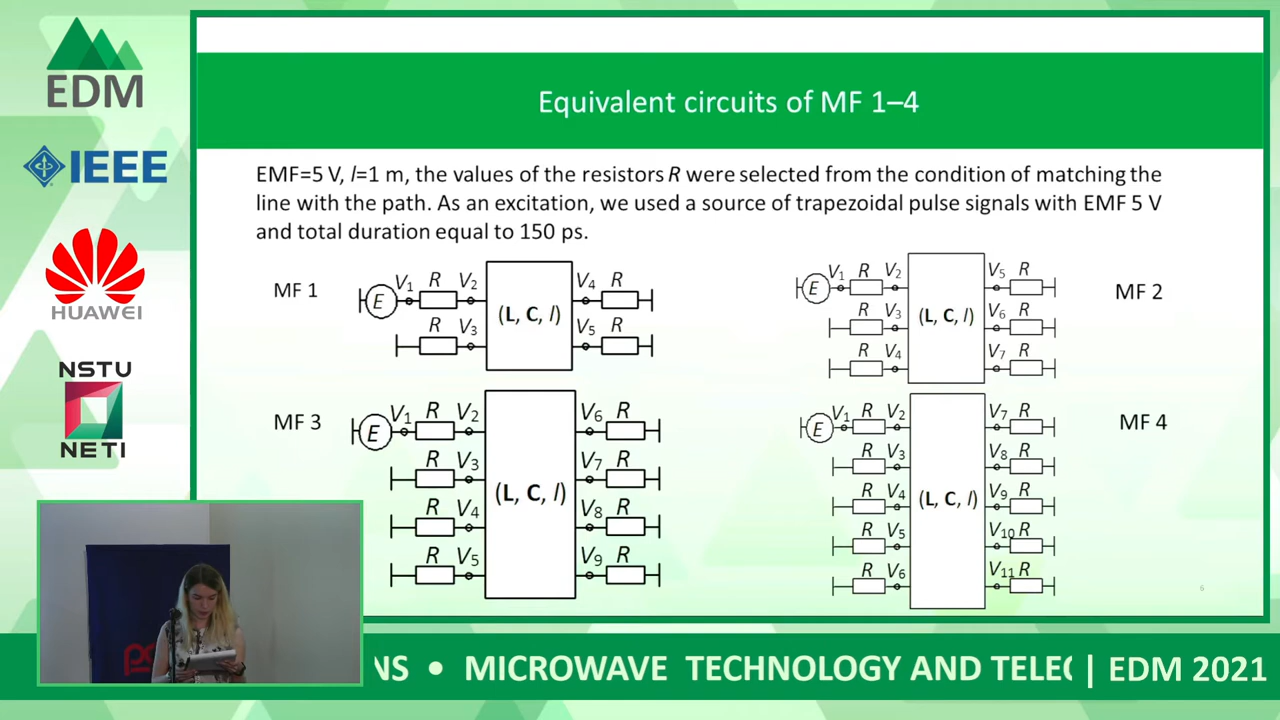 EDM
IEEE
HUAWEI
NSTU
NETI
Equivalent circuits of MF 1–4
EMF=5 V, l=1 m, the values of the resistors R were selected from the condition of matching the
line with the path. As an excitation, we used a source of trapezoidal pulse signals with EMF 5 V
and total duration equal to 150 ps.
MF 1
E V1 R V2 (L, C, l) V4 R
R V3 V5 R
MF 2
E V1 R V2 (L, C, l) V5 R
R V3 V6 R
R V4 V7 R
MF 3
E V1 R V2 (L, C, l) V6 R
R V3 V7 R
R V4 V8 R
R V5 V9 R
MF 4
E V1 R V2 (L, C, l) V7 R
R V3 V8 R
R V4 V9 R
R V5 V10 R
R V6 V11 R
NS • MICROWAVE TECHNOLOGY AND TELEC | EDM 2021